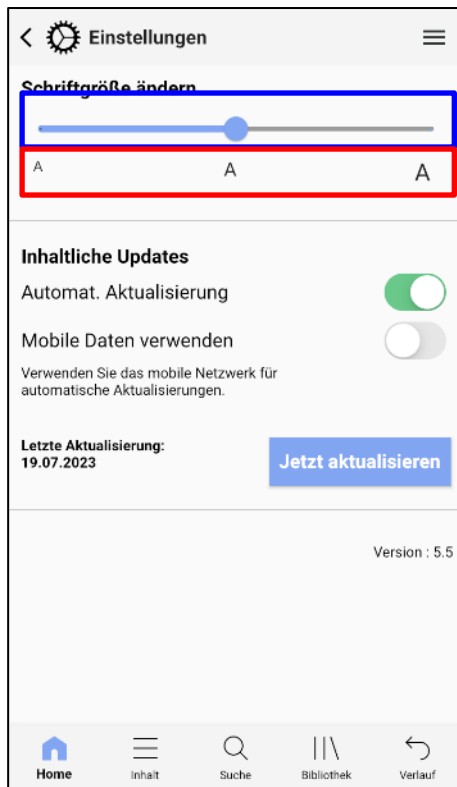 Einstellungen
Schriftgröße ändern
A A A
Inhaltliche Updates
Automat. Aktualisierung
Mobile Daten verwenden
Verwenden Sie das mobile Netzwerk für
automatische Aktualisierungen.
Letzte Aktualisierung:
19.07.2023
Jetzt aktualisieren
Version : 5.5
Home Inhalt Suche Bibliothek Verlauf